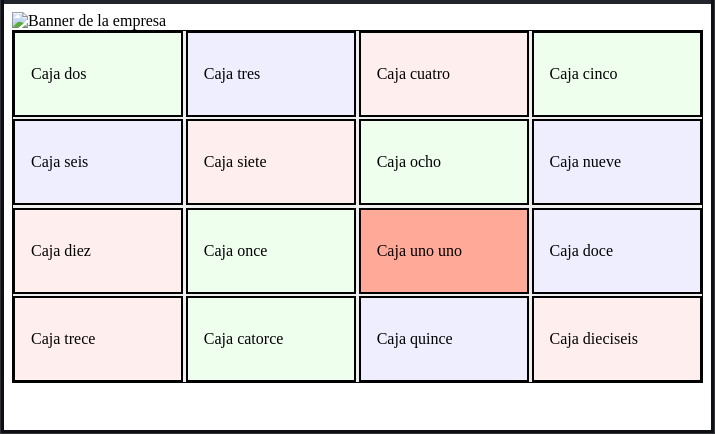 Banner de la empresa
Caja dos Caja tres Caja cuatro Caja cinco
Caja seis Caja siete Caja ocho Caja nueve
Caja diez Caja once Caja uno uno Caja doce
Caja trece Caja catorce Caja quince Caja dieciseis